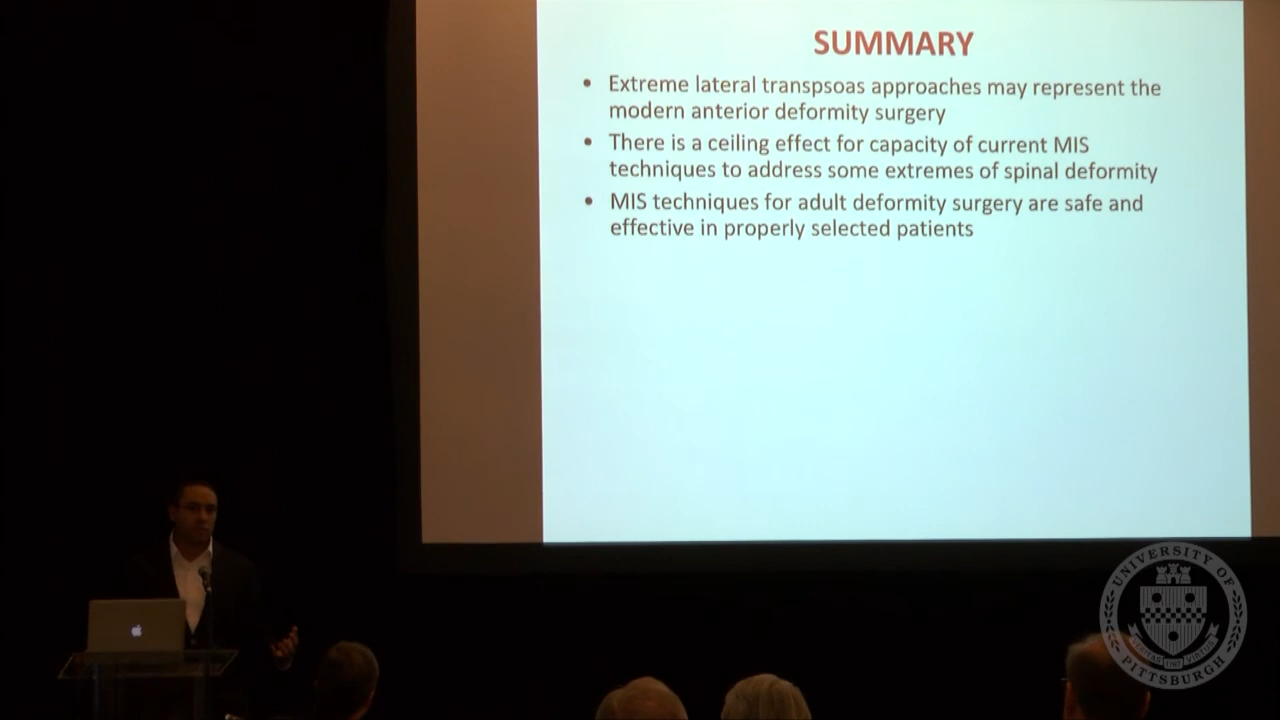 SUMMARY
• Extreme lateral transpsoas approaches may represent the
modern anterior deformity surgery
• There is a ceiling effect for capacity of current MIS
techniques to address some extremes of spinal deformity
• MIS techniques for adult deformity surgery are safe and
effective in properly selected patients
UNIVERSITY OF
PITTSBURGH